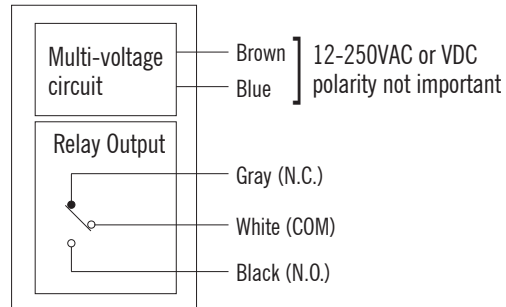 Multi-voltage
circuit
Brown
Blue
12-250VAC or VDC
polarity not important
Relay Output
Gray (N.C.)
White (COM)
Black (N.O.)